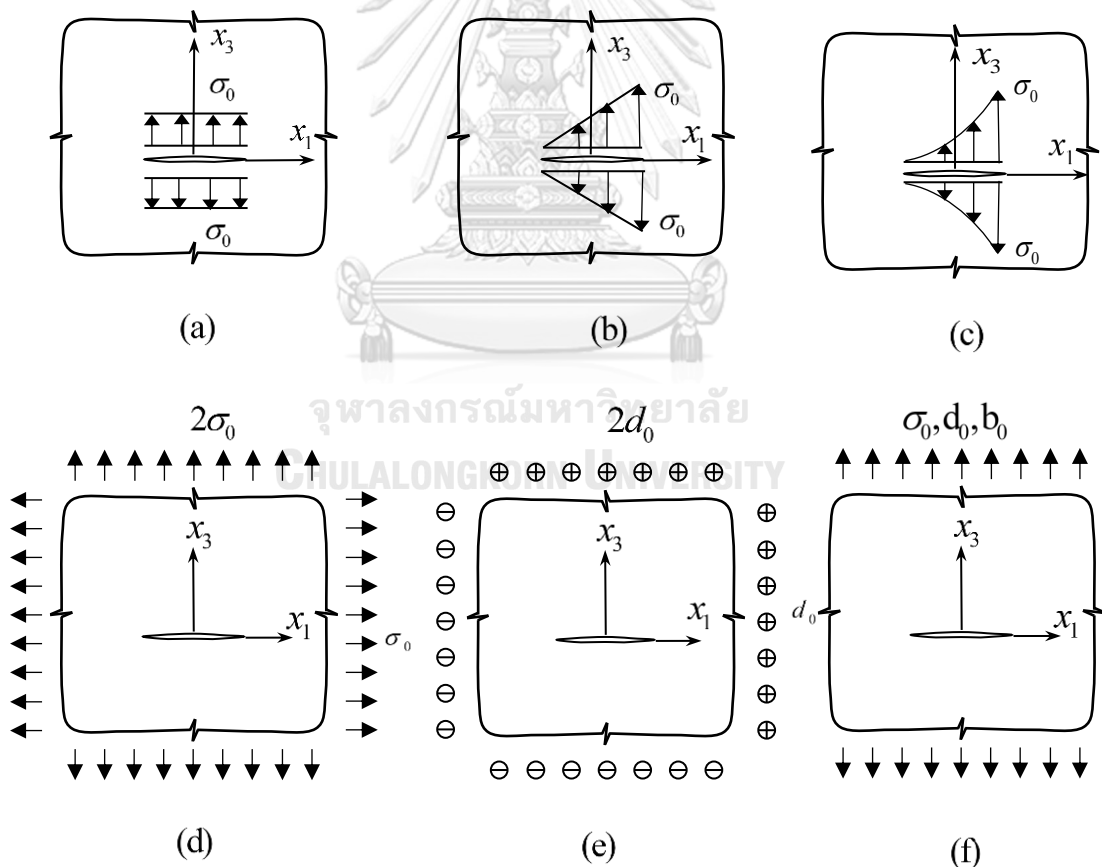 x₃
σ₀
x₁
σ₀
(a)
x₃
σ₀
x₁
σ₀
(b)
x₃
σ₀
x₁
σ₀
(c)
จุฬาลงกรณ์มหาวิทยาลัย
CHULALONGKORN UNIVERSITY
2σ₀
x₃
x₁
σ₀
(d)
2d₀
x₃
x₁
d₀
(e)
σ₀,d₀,b₀
x₃
x₁
(f)